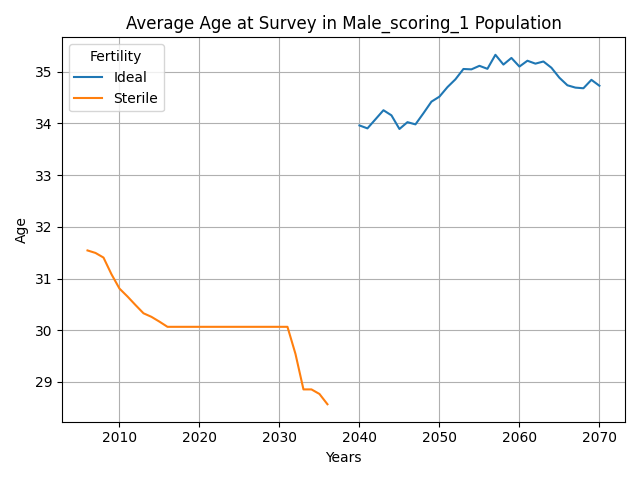 Average Age at Survey in Male_scoring_1 Population
Fertility
Ideal
Sterile
35
34
33
32
31
30
29
Age
2010 2020 2030 2040 2050 2060 2070
Years